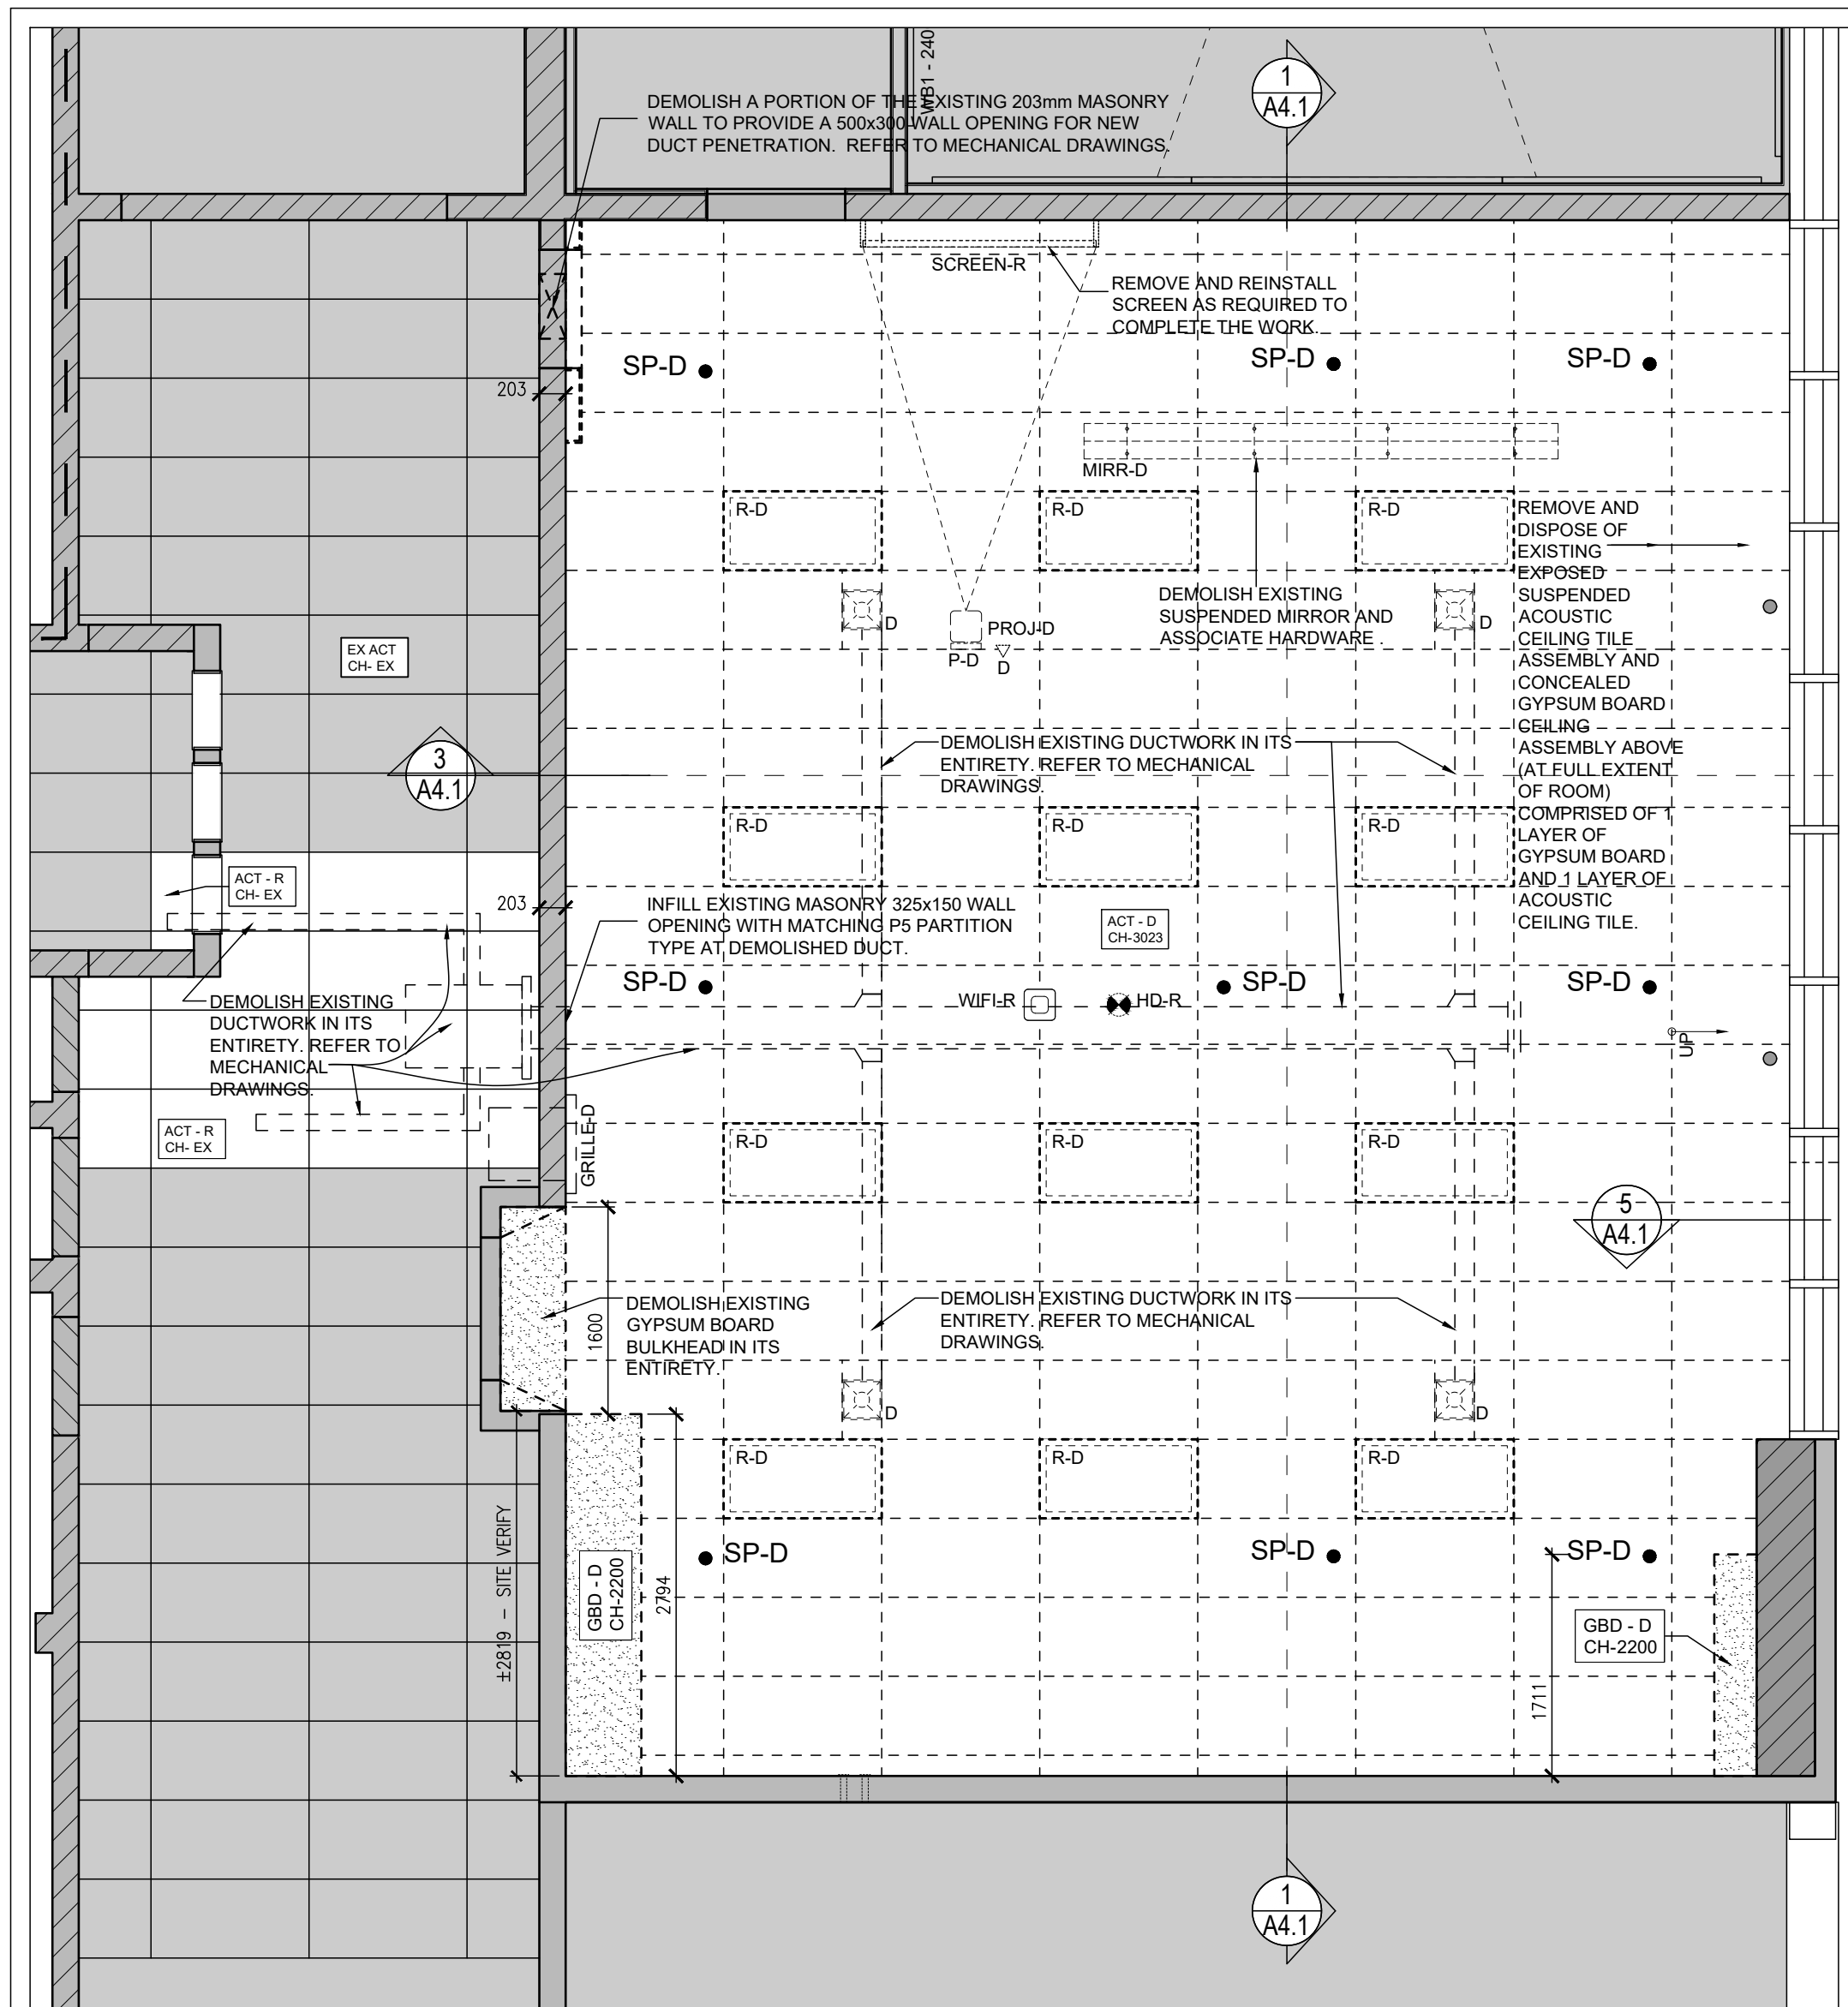 WB1 - 240
1
A4.1
DEMOLISH A PORTION OF THE EXISTING 203mm MASONRY
WALL TO PROVIDE A 500x300 WALL OPENING FOR NEW
DUCT PENETRATION. REFER TO MECHANICAL DRAWINGS.
SCREEN-R
REMOVE AND REINSTALL
SCREEN AS REQUIRED TO
COMPLETE THE WORK.
SP-D
SP-D
SP-D
203
MIRR-D
R-D
R-D
R-D
REMOVE AND
DISPOSE OF
EXISTING
EXPOSED
SUSPENDED
ACOUSTIC
CEILING TILE
ASSEMBLY AND
CONCEALED
GYPSUM BOARD
CEILING
ASSEMBLY ABOVE
(AT FULL EXTENT
OF ROOM)
COMPRISED OF 1
LAYER OF
GYPSUM BOARD
AND 1 LAYER OF
ACOUSTIC
CEILING TILE.
DEMOLISH EXISTING
SUSPENDED MIRROR AND
ASSOCIATE HARDWARE .
D
PROJ-D
P-D
D
D
EX ACT
CH- EX
3
A4.1
DEMOLISH EXISTING DUCTWORK IN ITS
ENTIRETY. REFER TO MECHANICAL
DRAWINGS.
R-D
R-D
R-D
ACT - R
CH- EX
203
INFILL EXISTING MASONRY 325x150 WALL
OPENING WITH MATCHING P5 PARTITION
TYPE AT DEMOLISHED DUCT.
ACT - D
CH-3023
SP-D
SP-D
SP-D
WIFI-R
HD-R
DEMOLISH EXISTING
DUCTWORK IN ITS
ENTIRETY. REFER TO
MECHANICAL
DRAWINGS.
UP
ACT - R
CH- EX
GRILLE-D
R-D
R-D
R-D
5
A4.1
1600
DEMOLISH EXISTING
GYPSUM BOARD
BULKHEAD IN ITS
ENTIRETY.
DEMOLISH EXISTING DUCTWORK IN ITS
ENTIRETY. REFER TO MECHANICAL
DRAWINGS.
D
D
R-D
R-D
R-D
±2819 - SITE VERIFY
GBD - D
CH-2200
2794
SP-D
SP-D
SP-D
1711
GBD - D
CH-2200
1
A4.1